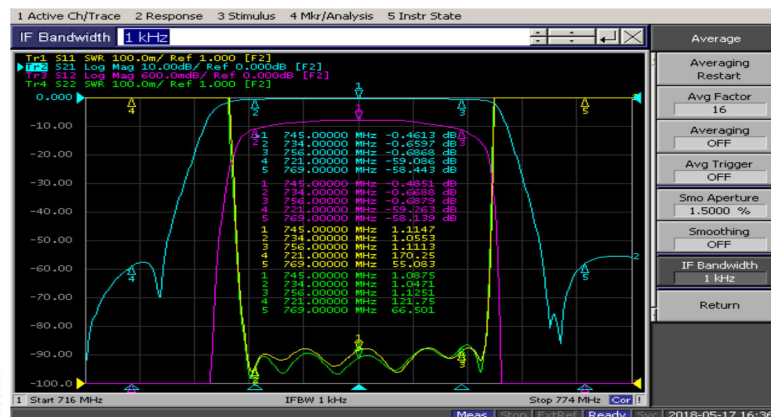 1 Active Ch/Trace 2 Response 3 Stimulus 4 Mkr/Analysis 5 Instr State
IF Bandwidth 1 kHz
Tr1 S11 SWR 100.0m/ Ref 1.000 [F2]
Tr2 S21 Log Mag 10.00dB/ Ref 0.000dB [F2]
Tr3 S12 Log Mag 600.0mdB/ Ref 0.000dB [F2]
Tr4 S22 SWR 100.0m/ Ref 1.000 [F2]
0.000
-10.00
-20.00
-30.00
-40.00
-50.00
-60.00
-70.00
-80.00
-90.00
-100.0
1 745.00000 MHz -0.4613 dB
2 734.00000 MHz -0.6597 dB
3 756.00000 MHz -0.6868 dB
4 721.00000 MHz -59.086 dB
5 769.00000 MHz -58.443 dB
1 745.00000 MHz -0.4851 dB
2 734.00000 MHz -0.6688 dB
3 756.00000 MHz -0.6879 dB
4 721.00000 MHz -59.263 dB
5 769.00000 MHz -58.139 dB
1 745.00000 MHz 1.1147
2 734.00000 MHz 1.0553
3 756.00000 MHz 1.1113
4 721.00000 MHz 170.25
5 769.00000 MHz 55.083
1 745.00000 MHz 1.0875
2 734.00000 MHz 1.0471
3 756.00000 MHz 1.1251
4 721.00000 MHz 121.75
5 769.00000 MHz 66.501
1 Start 716 MHz IFBW 1 kHz Stop 774 MHz Cor !
Meas Stop ExtRef Ready Svc 2018-05-17 16:36
Average
Averaging
Restart
Avg Factor
16
Averaging
OFF
Avg Trigger
OFF
Smo Aperture
1.5000 %
Smoothing
OFF
IF Bandwidth
1 kHz
Return